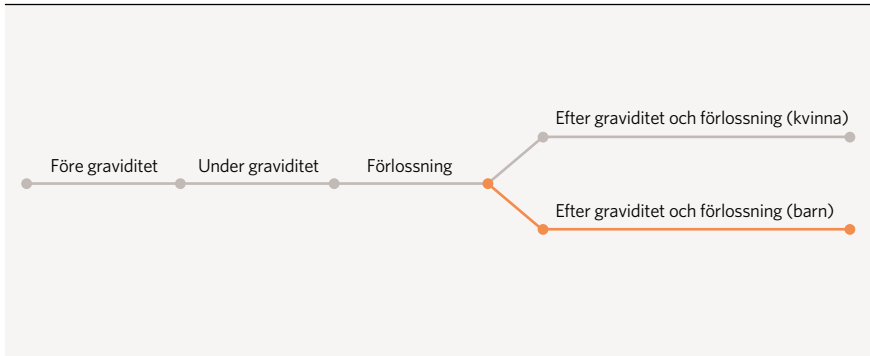 Före graviditet
Under graviditet
Förlossning
Efter graviditet och förlossning (kvinna)
Efter graviditet och förlossning (barn)